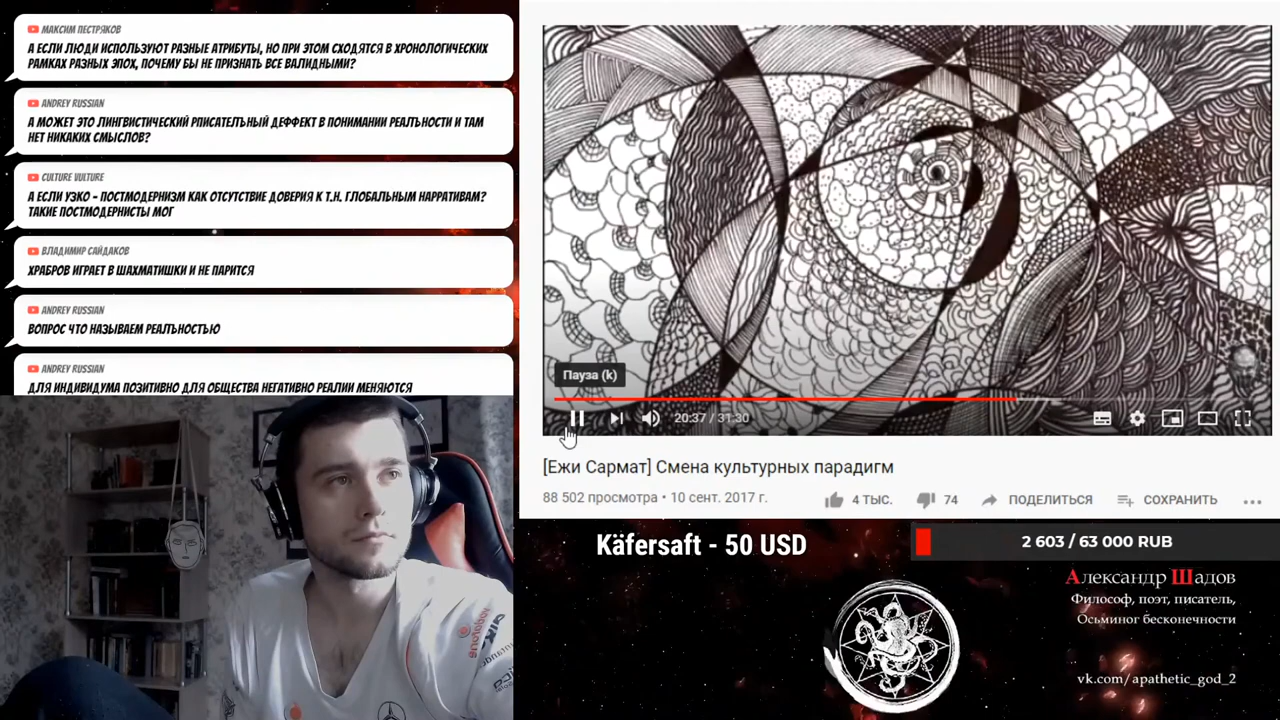 МАКСИМ ПЕСТРЯКОВ
А ЕСЛИ ЛЮДИ ИСПОЛЬЗУЮТ РАЗНЫЕ АТРИБУТЫ, НО ПРИ ЭТОМ СХОДЯТСЯ В ХРОНОЛОГИЧЕСКИХ
РАМКАХ РАЗНЫХ ЭПОХ, ПОЧЕМУ БЫ НЕ ПРИЗНАТЬ ВСЕ ВАЛИДНЫМИ?
ANDREY RUSSIAN
А МОЖЕТ ЭТО ЛИНГВИСТИЧЕСКИЙ РПИСАТЕЛЬНЫЙ ДЕФФЕКТ В ПОНИМАНИИ РЕАЛЬНОСТИ И ТАМ
НЕТ НИКАКИХ СМЫСЛОВ?
CULTURE VULTURE
А ЕСЛИ УЗКО - ПОСТМОДЕРНИЗМ КАК ОТСУТСТВИЕ ДОВЕРИЯ К Т.Н. ГЛОБАЛЬНЫМ НАРРАТИВАМ?
ТАКИЕ ПОСТМОДЕРНИСТЫ МОГ
ВЛАДИМИР САЙДАКОВ
ХРАБРОВ ИГРАЕТ В ШАХМАТИШКИ И НЕ ПАРИТСЯ
ANDREY RUSSIAN
ВОПРОС ЧТО НАЗЫВАЕМ РЕАЛЬНОСТЬЮ
ANDREY RUSSIAN
ДЛЯ ИНДИВИДУМА ПОЗИТИВНО ДЛЯ ОБЩЕСТВА НЕГАТИВНО РЕАЛИИ МЕНЯЮТСЯ
Пауза (k)
20:37 / 31:30
[Ежи Сармат] Смена культурных парадигм
88 502 просмотра • 10 сент. 2017 г.
4 ТЫС.
74
ПОДЕЛИТЬСЯ
СОХРАНИТЬ
Käfersaft - 50 USD
2 603 / 63 000 RUB
Александр Шадов
Философ, поэт, писатель,
Осьминог бесконечности
vk.com/apathetic_god_2
vodafone